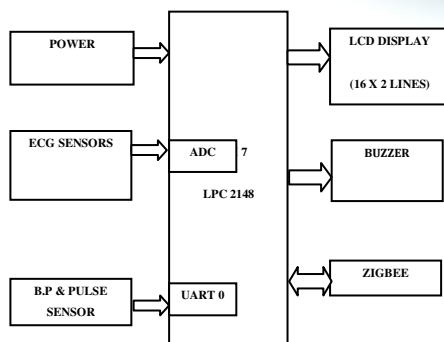 POWER
LCD DISPLAY
(16 X 2 LINES)
ECG SENSORS
ADC
7
BUZZER
LPC 2148
ZIGBEE
B.P & PULSE
SENSOR
UART 0